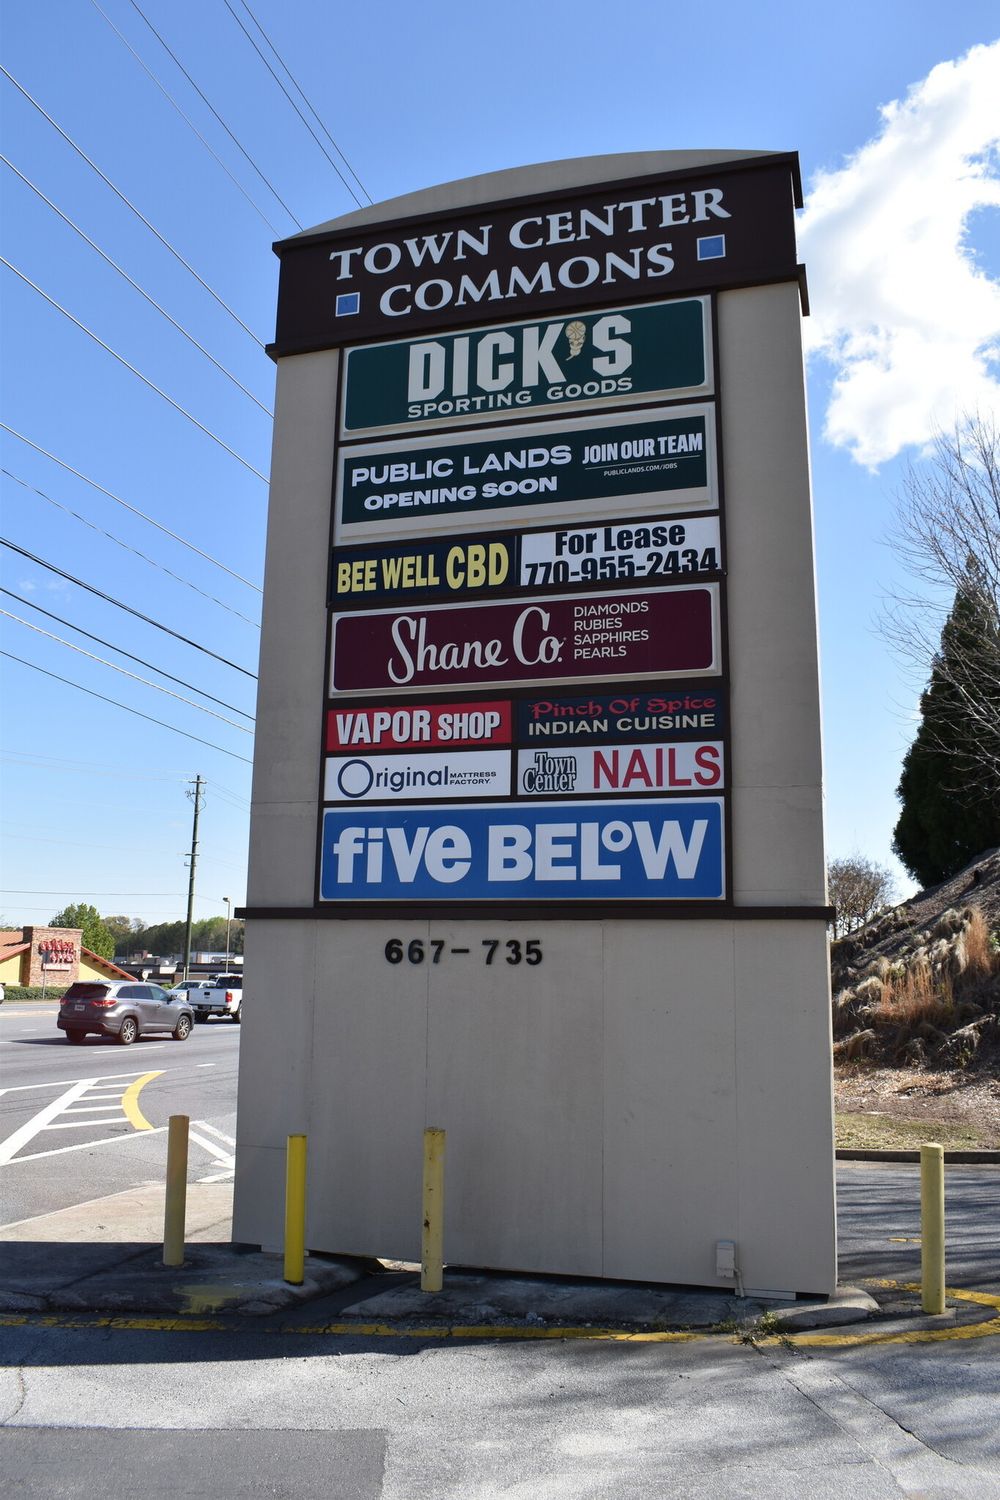 TOWN CENTER
COMMONS
DICK'S
SPORTING GOODS
PUBLIC LANDS
OPENING SOON
JOIN OUR TEAM
PUBLICLANDS.COM/JOBS
BEE WELL CBD
For Lease
770-955-2434
Shane Co.
DIAMONDS
RUBIES
SAPPHIRES
PEARLS
VAPOR SHOP
Pinch Of Spice
INDIAN CUISINE
Original MATTRESS
FACTORY.
Town
Center
NAILS
five BELOW
667-735